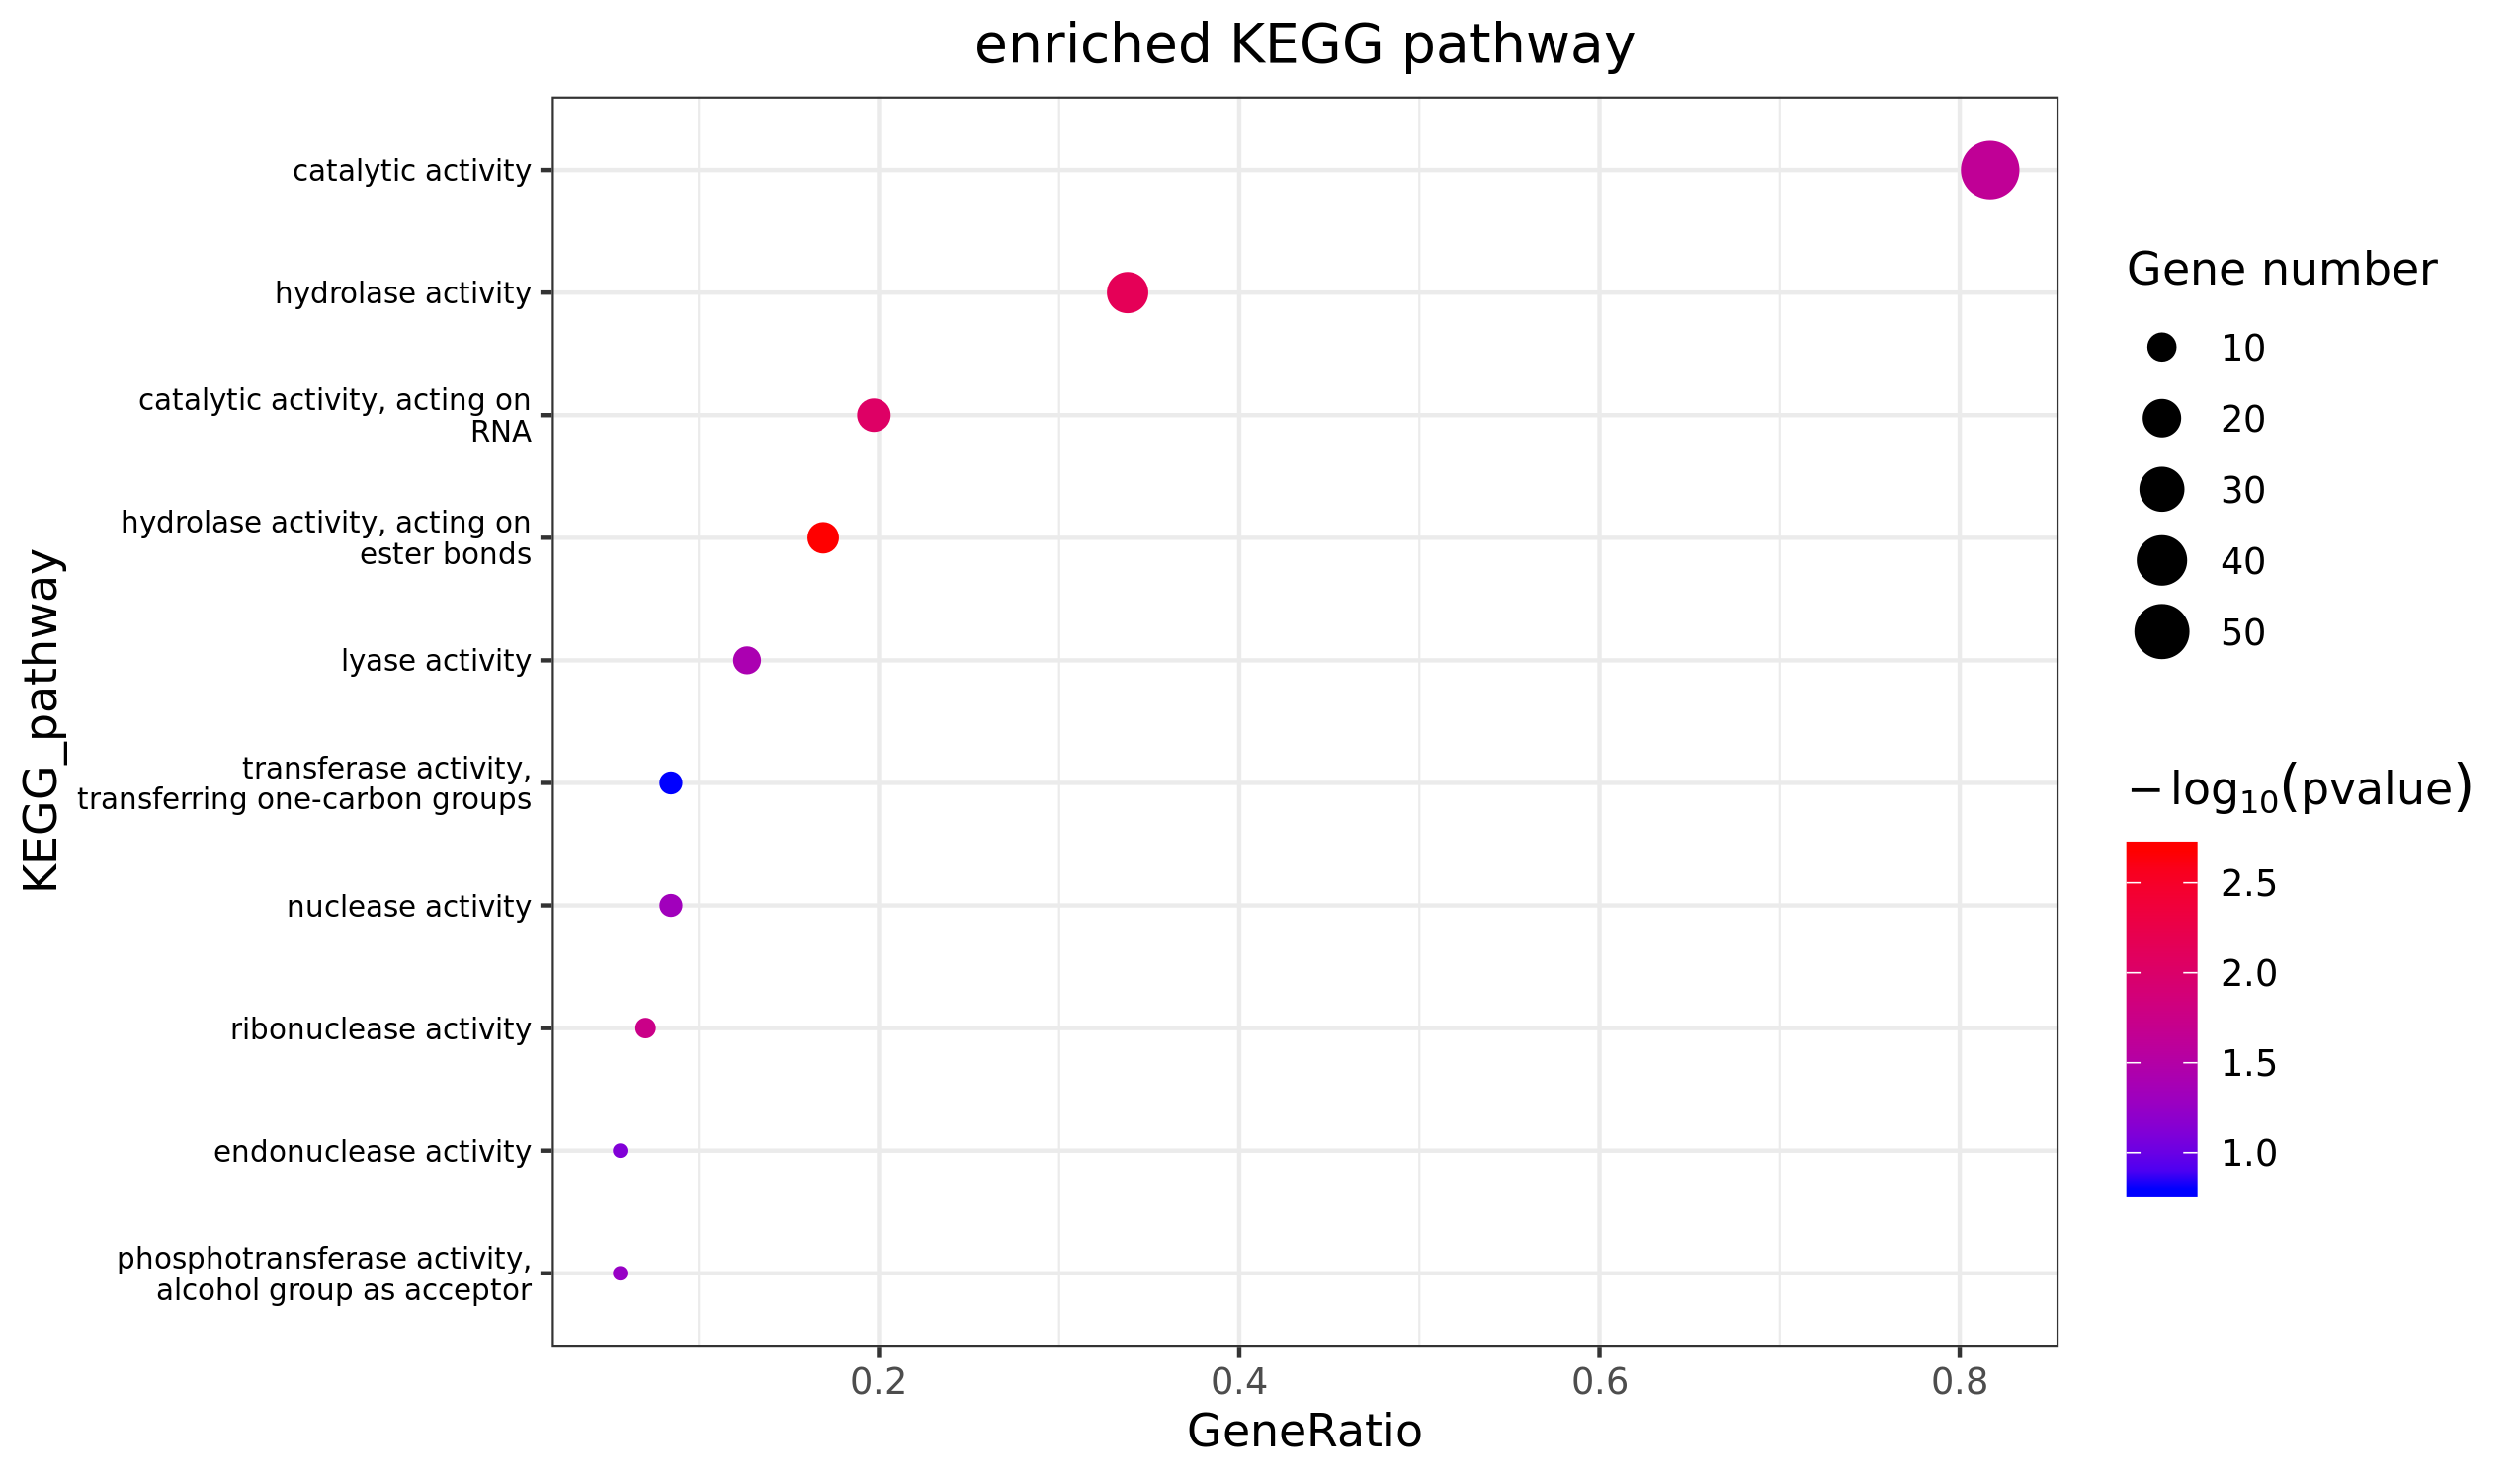 enriched KEGG pathway
KEGG_pathway
catalytic activity
hydrolase activity
catalytic activity, acting on
RNA
hydrolase activity, acting on
ester bonds
lyase activity
transferase activity,
transferring one-carbon groups
nuclease activity
ribonuclease activity
endonuclease activity
phosphotransferase activity,
alcohol group as acceptor
0.2
0.4
0.6
0.8
GeneRatio
Gene number
10
20
30
40
50
−log₁₀(pvalue)
2.5
2.0
1.5
1.0